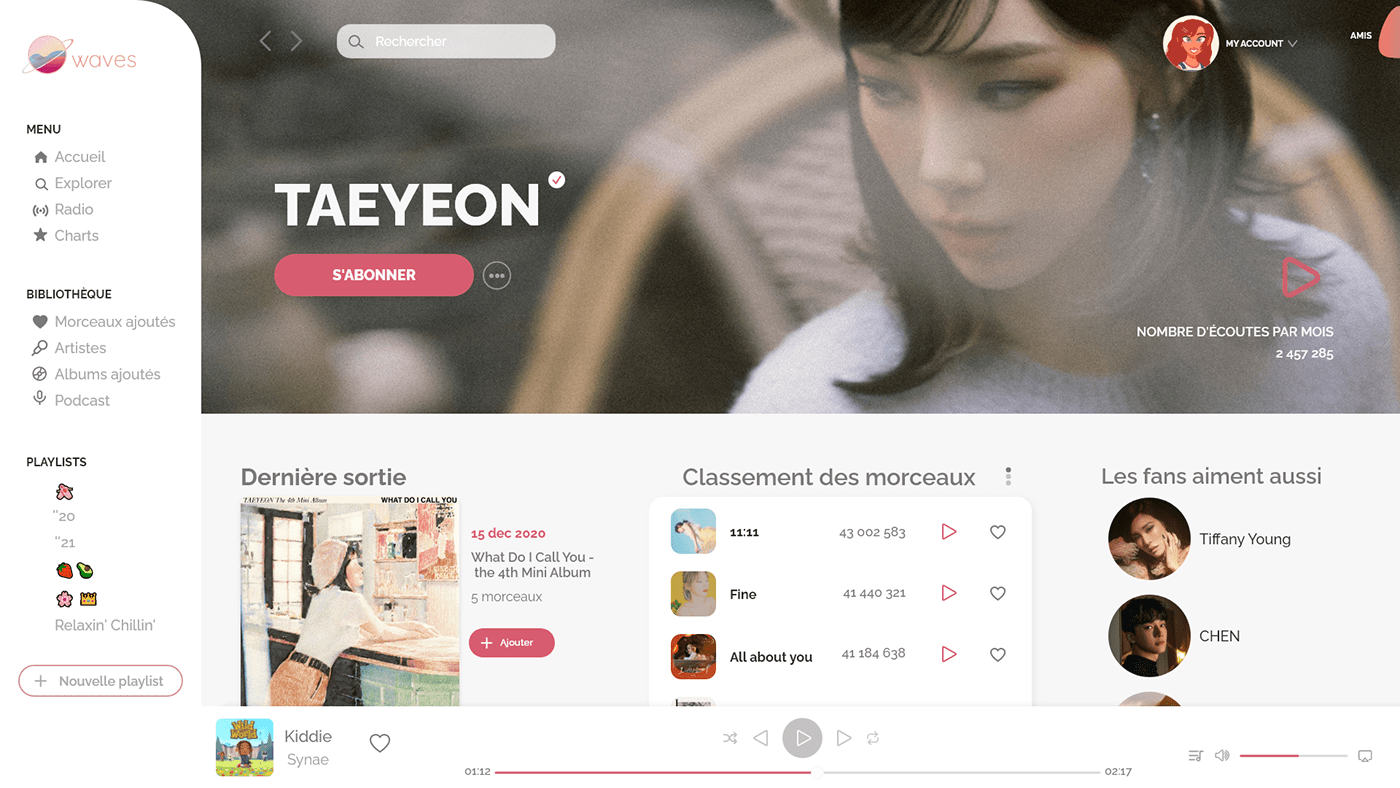 waves
Rechercher
MY ACCOUNT
AMIS
MENU
Accueil
Explorer
Radio
Charts
BIBLIOTHÈQUE
Morceaux ajoutés
Artistes
Albums ajoutés
Podcast
PLAYLISTS
"20
"21
Relaxin' Chillin'
Nouvelle playlist
TAEYEON
S'ABONNER
NOMBRE D'ÉCOUTES PAR MOIS
2 457 285
Dernière sortie
TAEYEON The 4th Mini Album
WHAT DO I CALL YOU
15 dec 2020
What Do I Call You -
the 4th Mini Album
5 morceaux
Ajouter
Classement des morceaux
11:11 43 002 583
Fine 41 440 321
All about you 41 184 638
Les fans aiment aussi
Tiffany Young
CHEN
Wild World
Kiddie
Synae
01:12
02:17